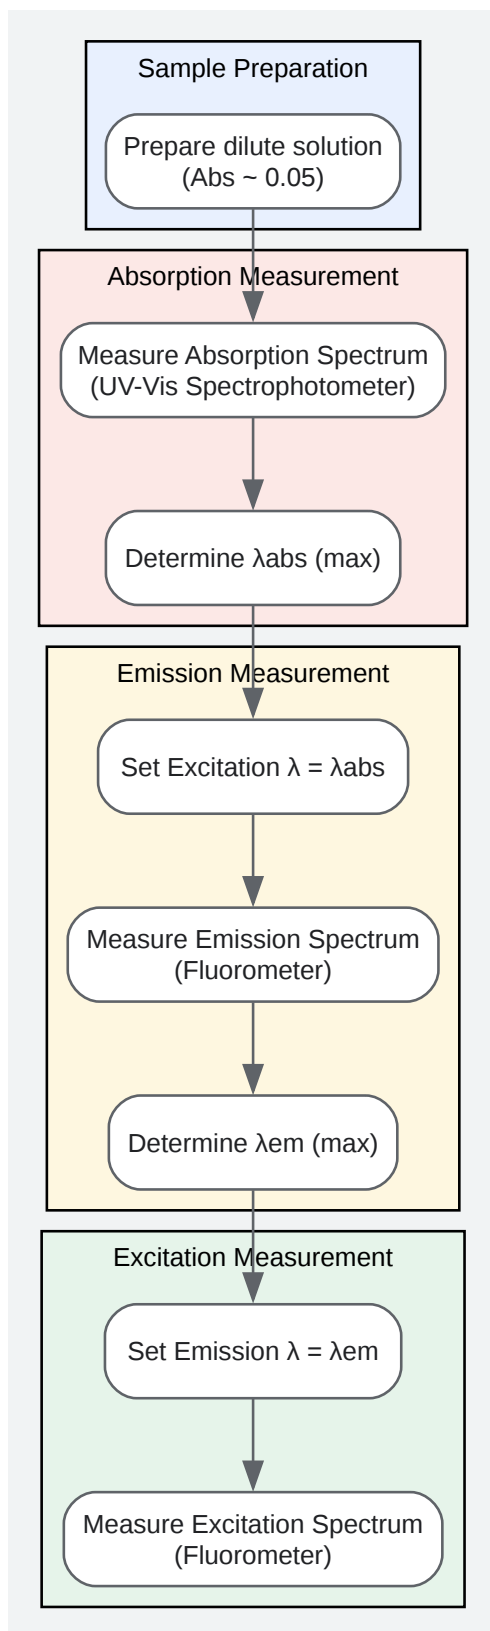 Sample Preparation
Prepare dilute solution
(Abs ~ 0.05)
Absorption Measurement
Measure Absorption Spectrum
(UV-Vis Spectrophotometer)
Determine λabs (max)
Emission Measurement
Set Excitation λ = λabs
Measure Emission Spectrum
(Fluorometer)
Determine λem (max)
Excitation Measurement
Set Emission λ = λem
Measure Excitation Spectrum
(Fluorometer)